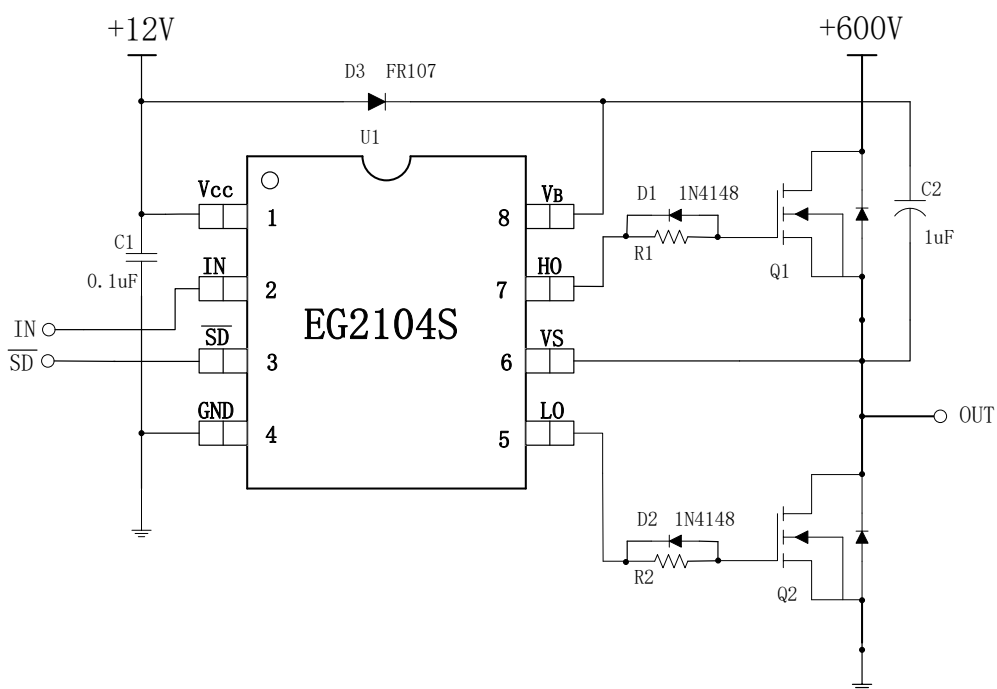 +12V
+600V
D3 FR107
U1
Vcc
1
VB
8
D1 1N4148
C2
1uF
C1
0.1uF
IN
2
HO
7
R1
Q1
EG2104S
IN
SD
SD
3
VS
6
GND
4
LO
5
OUT
D2 1N4148
R2
Q2